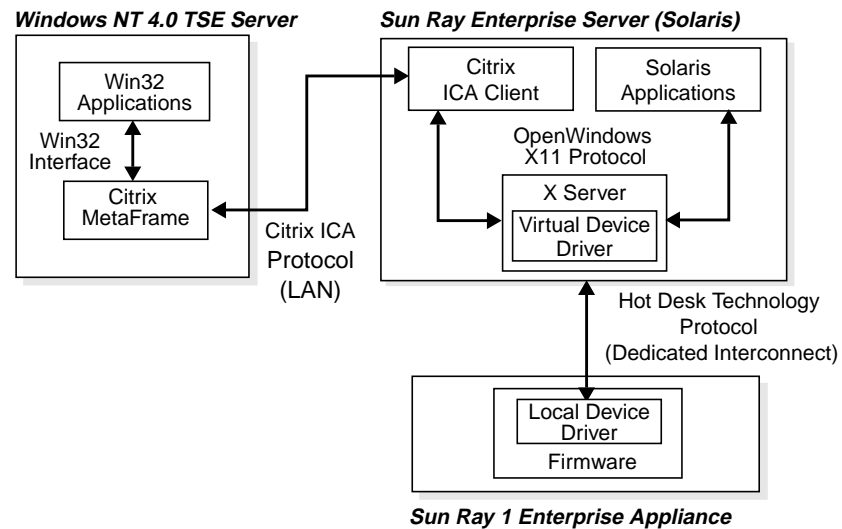 Windows NT 4.0 TSE Server
Win32
Applications
Win32
Interface
Citrix
MetaFrame
Citrix ICA
Protocol
(LAN)
Sun Ray Enterprise Server (Solaris)
Citrix
ICA Client
Solaris
Applications
OpenWindows
X11 Protocol
X Server
Virtual Device
Driver
Hot Desk Technology
Protocol
(Dedicated Interconnect)
Local Device
Driver
Firmware
Sun Ray 1 Enterprise Appliance